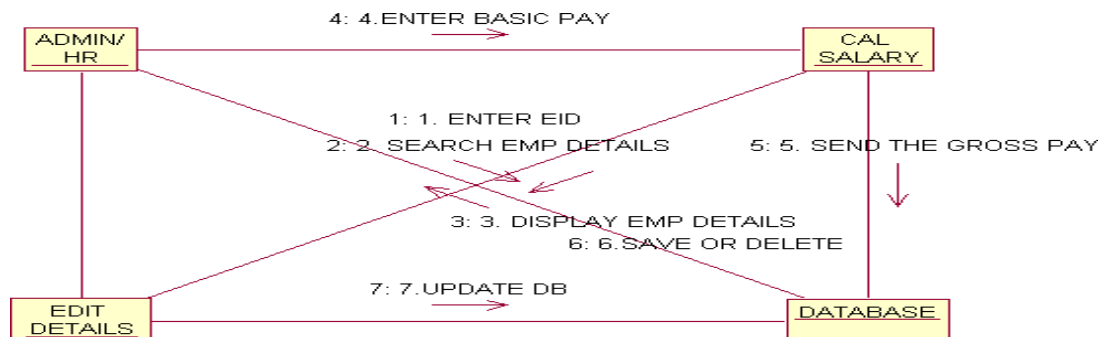 4: 4.ENTER BASIC PAY
ADMIN/
HR
CAL
SALARY
1: 1. ENTER EID
2: 2. SEARCH EMP DETAILS
5: 5. SEND THE GROSS PAY
3: 3. DISPLAY EMP DETAILS
6: 6.SAVE OR DELETE
7: 7.UPDATE DB
EDIT
DETAILS
DATABASE